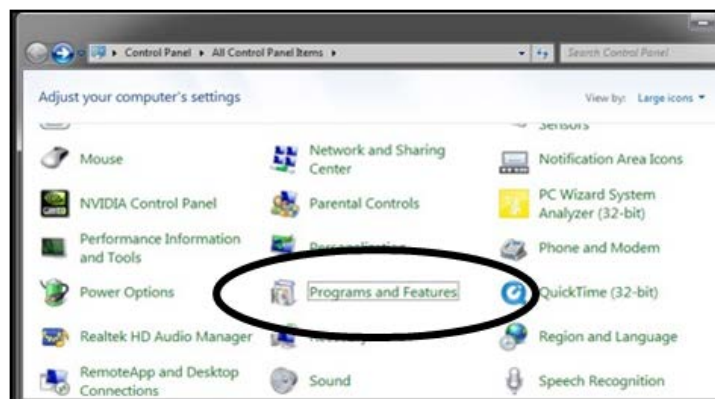 Control Panel ▸ All Control Panel Items ▸
Search Control Panel
Adjust your computer's settings
View by: Large icons
Sensors
Mouse
Network and Sharing
Center
Notification Area Icons
NVIDIA Control Panel
Parental Controls
PC Wizard System
Analyzer (32-bit)
Performance Information
and Tools
Personalization
Phone and Modem
Power Options
Programs and Features
QuickTime (32-bit)
Realtek HD Audio Manager
Region and Language
RemoteApp and Desktop
Connections
Sound
Speech Recognition